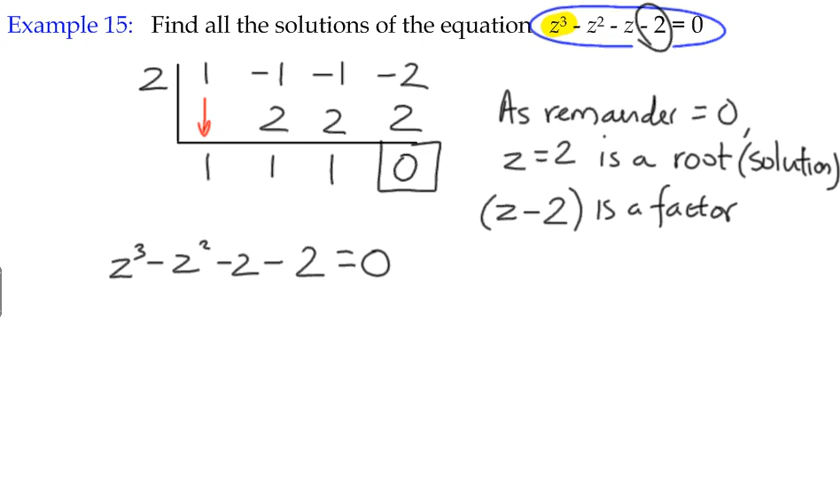 Example 15: Find all the solutions of the equation z³ - z² - z - 2 = 0
2 | 1 -1 -1 -2
↓ 2 2 2
1 1 1 0
As remander = 0,
z = 2 is a root (solution)
(z - 2) is a factor
z³ - z² - z - 2 = 0